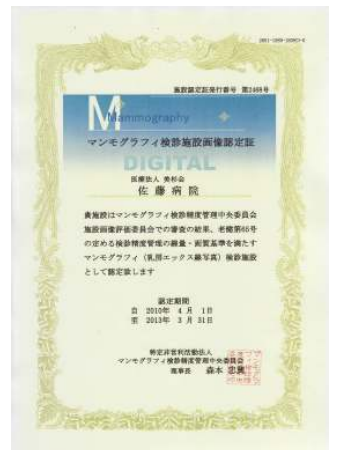 施設認定証発行番号 第2468号
Mammography
マンモグラフィ検診施設画像認定証
DIGITAL
医療法人 美杉会
佐藤病院
貴施設はマンモグラフィ検診精度管理中央委員会
施設画像評価委員会での審査の結果、老健第65号
の定める検診精度管理の線量・画質基準を満たす
マンモグラフィ(乳房エックス線写真)検診施設
として認定致します
認定期間
自 2010年 4月 1日
至 2013年 3月 31日
特定非営利活動法人
マンモグラフィ検診精度管理中央委員会
理事長 森本 忠興